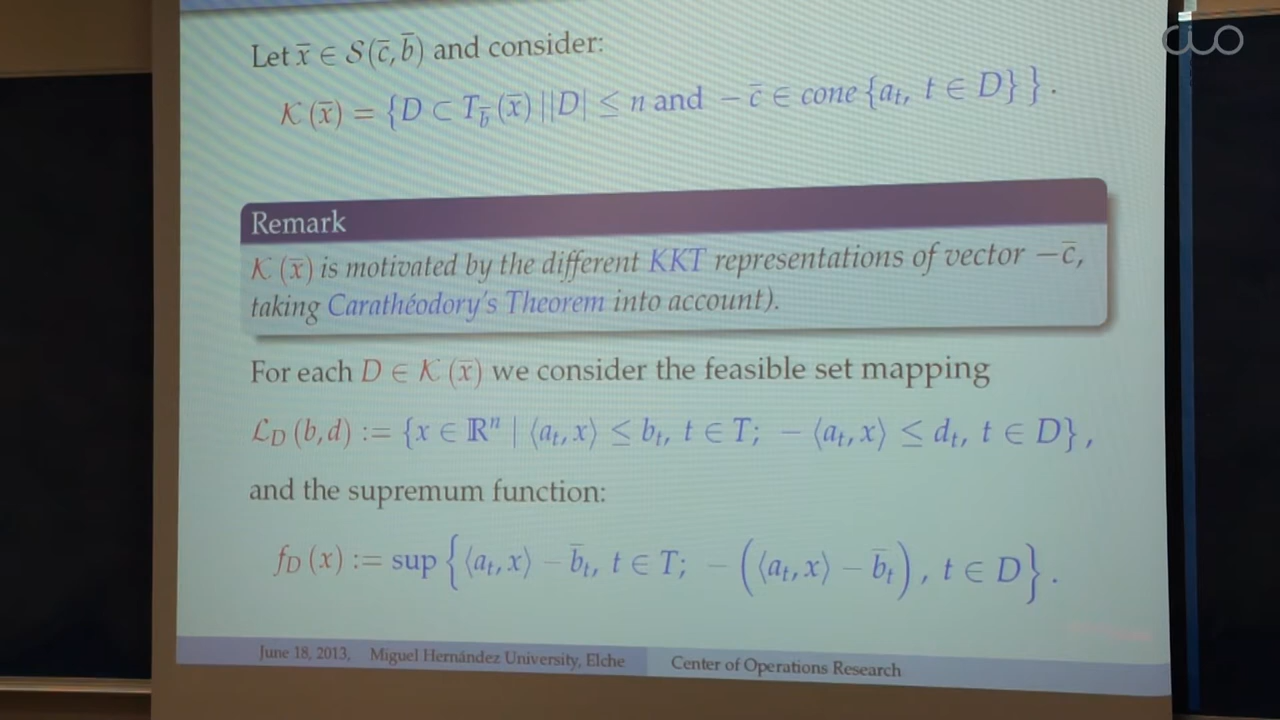 cio
Let x̄ ∈ S(c̄, b̄) and consider:
K(x̄) = {D ⊂ T_b̄(x̄) ||D| ≤ n and − c̄ ∈ cone {a_t, t ∈ D} } .
Remark
K (x̄) is motivated by the different KKT representations of vector −c̄,
taking Carathéodory's Theorem into account).
For each D ∈ K (x̄) we consider the feasible set mapping
L_D (b, d) := {x ∈ ℝⁿ | ⟨a_t, x⟩ ≤ b_t, t ∈ T; − ⟨a_t, x⟩ ≤ d_t, t ∈ D} ,
and the supremum function:
f_D (x) := sup { ⟨a_t, x⟩ − b̄_t, t ∈ T; − (⟨a_t, x⟩ − b̄_t) , t ∈ D} .
June 18, 2013, Miguel Hernández University, Elche Center of Operations Research